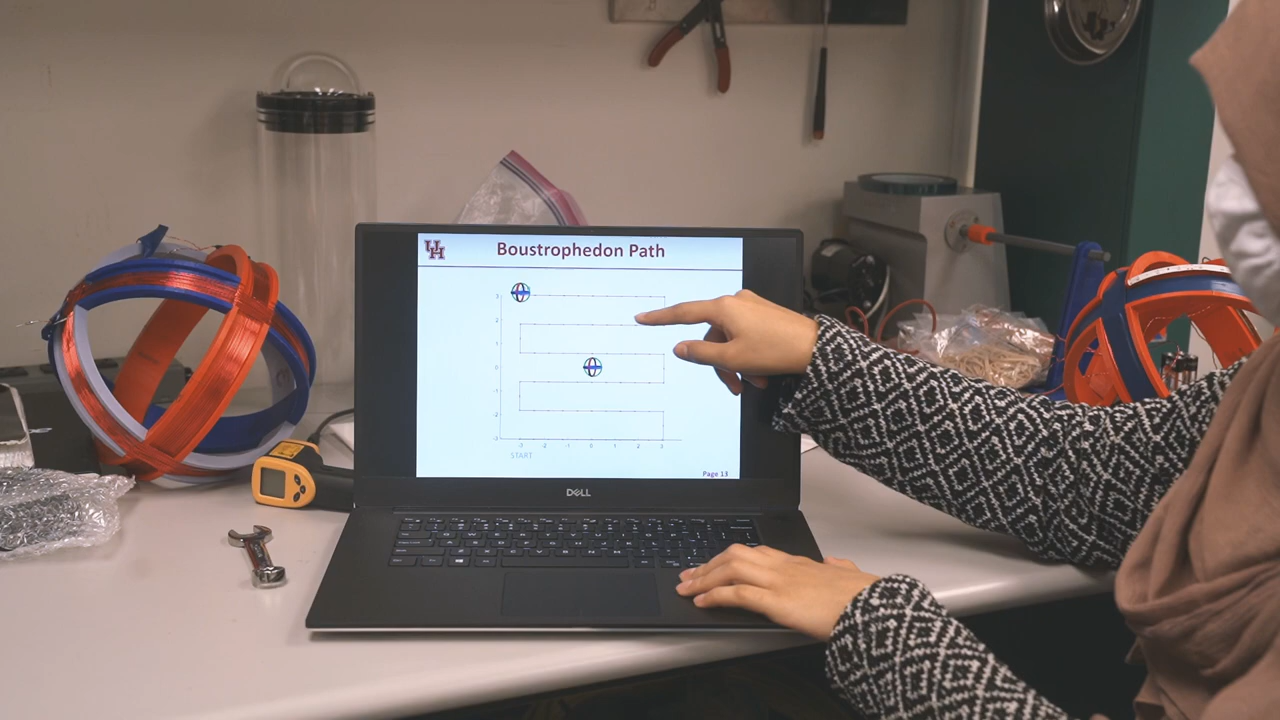 UH
Boustrophedon Path
3
2
1
0
-1
-2
-3
-3 -2 -1 0 1 2 3
START
Page 13
DELL